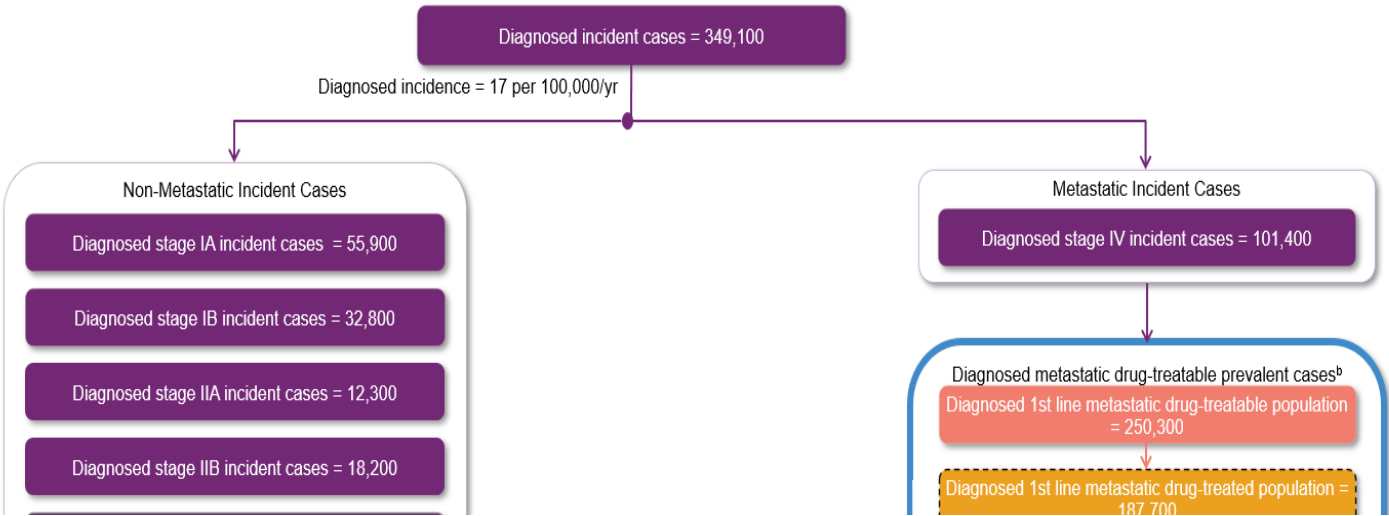 Diagnosed incident cases = 349,100
Diagnosed incidence = 17 per 100,000/yr
Non-Metastatic Incident Cases
Diagnosed stage IA incident cases = 55,900
Diagnosed stage IB incident cases = 32,800
Diagnosed stage IIA incident cases = 12,300
Diagnosed stage IIB incident cases = 18,200
Metastatic Incident Cases
Diagnosed stage IV incident cases = 101,400
Diagnosed metastatic drug-treatable prevalent casesᵇ
Diagnosed 1st line metastatic drug-treatable population
= 250,300
Diagnosed 1st line metastatic drug-treated population =
187,700